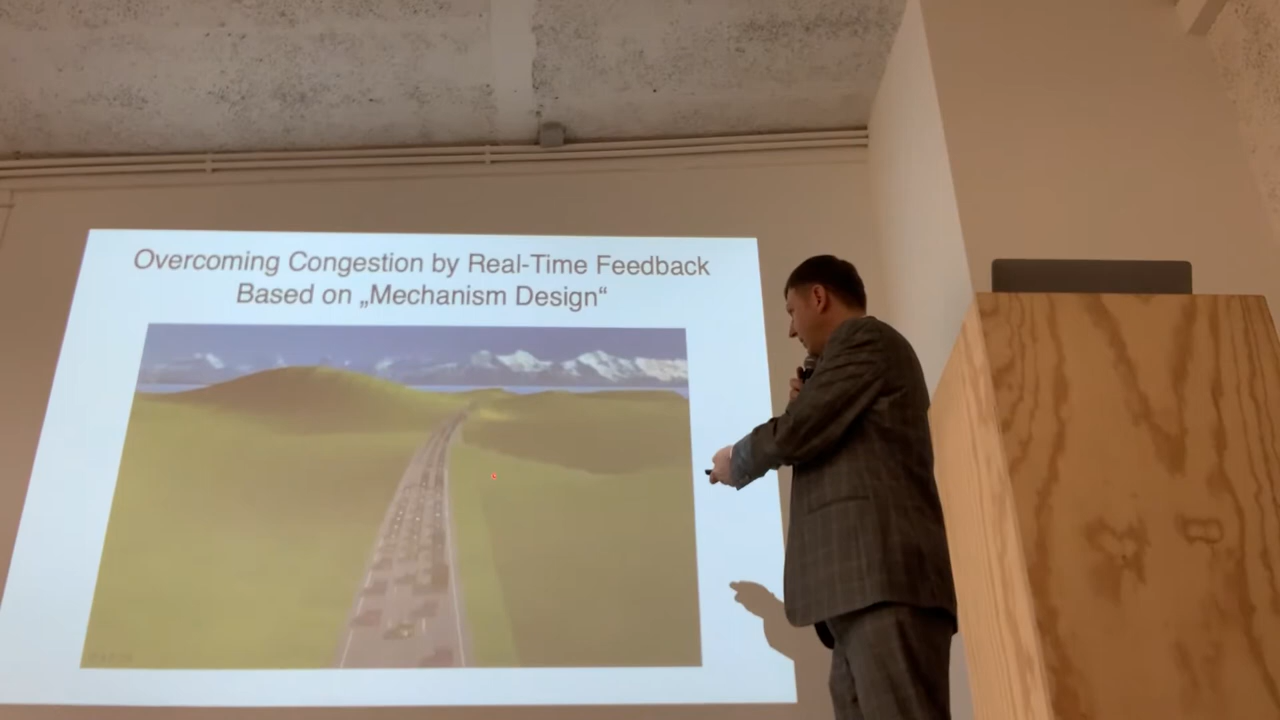 Overcoming Congestion by Real-Time Feedback
Based on „Mechanism Design“